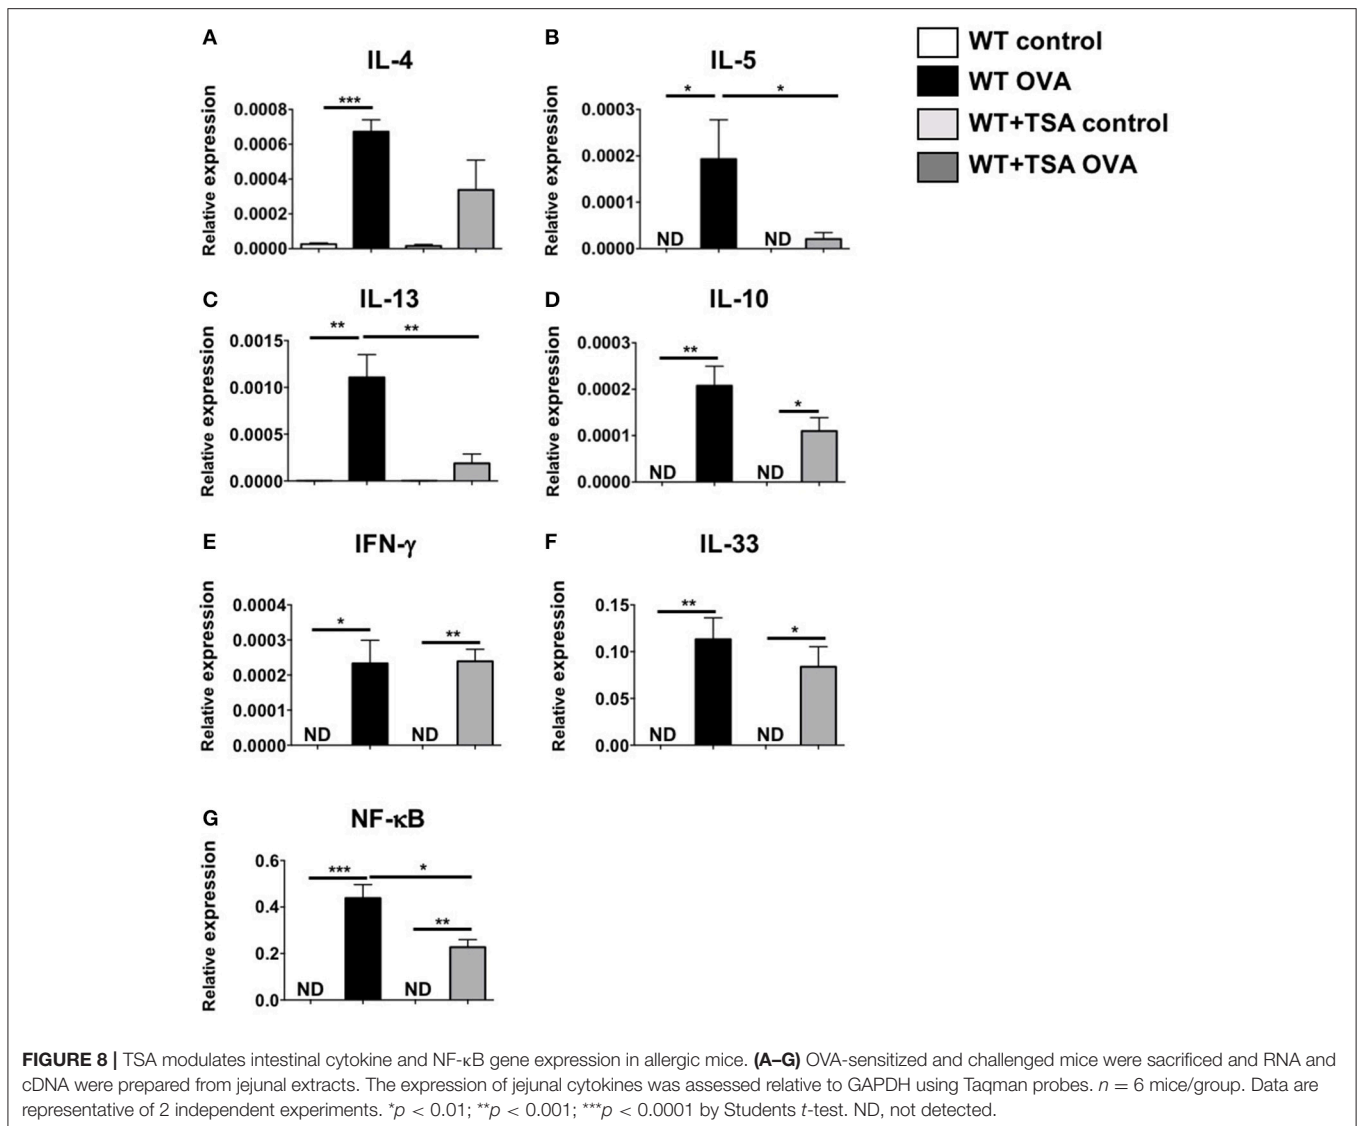 A
IL-4
Relative expression
0.0008
0.0006
0.0004
0.0002
0.0000
***
B
IL-5
Relative expression
0.0003
0.0002
0.0001
0.0000
*
*
ND
ND
WT control
WT OVA
WT+TSA control
WT+TSA OVA
C
IL-13
Relative expression
0.0015
0.0010
0.0005
0.0000
**
**
D
IL-10
Relative expression
0.0003
0.0002
0.0001
0.0000
**
*
ND
ND
E
IFN-γ
Relative expression
0.0004
0.0003
0.0002
0.0001
0.0000
*
**
ND
ND
F
IL-33
Relative expression
0.15
0.10
0.05
0.00
**
*
ND
ND
G
NF-κB
Relative expression
0.6
0.4
0.2
0.0
***
*
**
ND
ND
FIGURE 8 | TSA modulates intestinal cytokine and NF-κB gene expression in allergic mice. (A–G) OVA-sensitized and challenged mice were sacrificed and RNA and
cDNA were prepared from jejunal extracts. The expression of jejunal cytokines was assessed relative to GAPDH using Taqman probes. n = 6 mice/group. Data are
representative of 2 independent experiments. *p < 0.01; **p < 0.001; ***p < 0.0001 by Students t-test. ND, not detected.